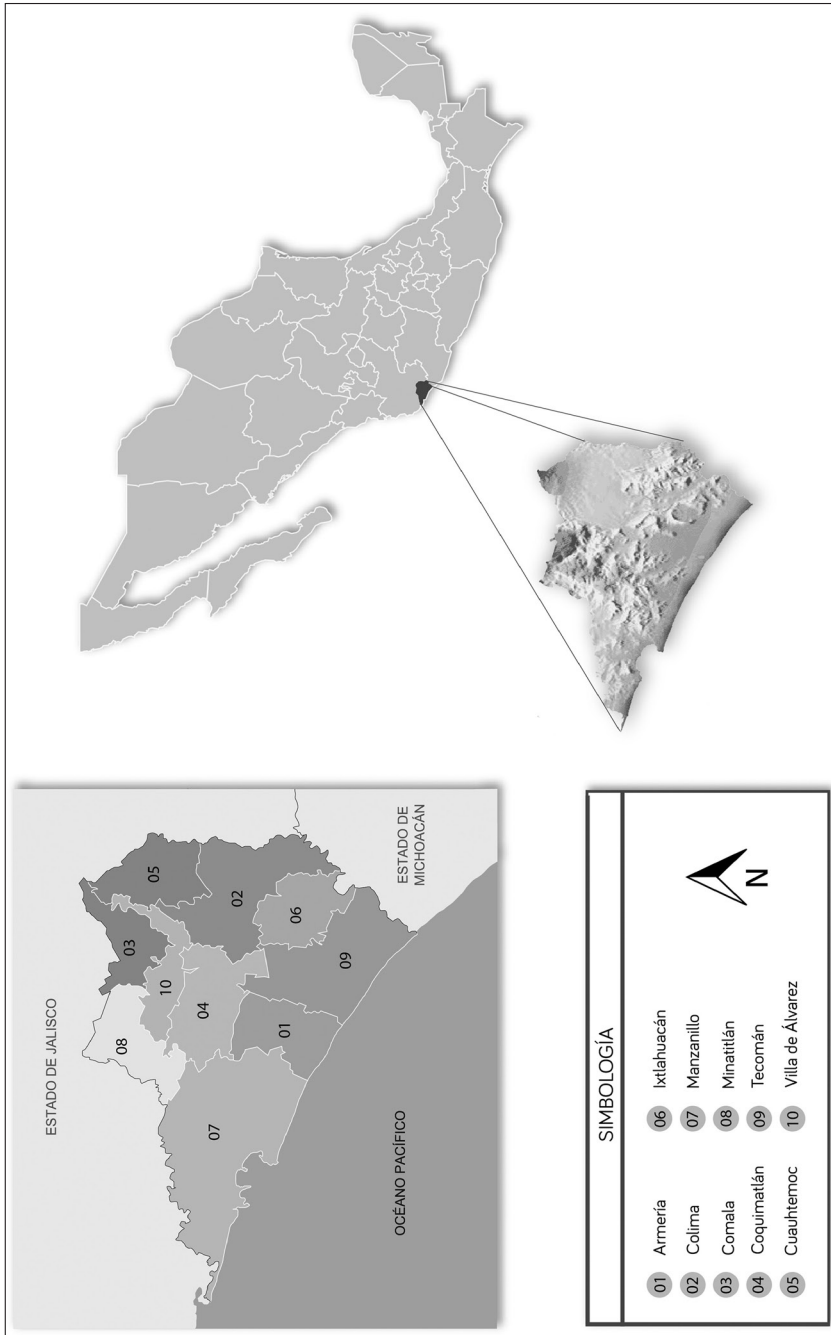 ESTADO DE JALISCO
03
05
08
10
02
04
06
07
01
09
ESTADO DE
MICHOACÁN
OCÉANO PACÍFICO
SIMBOLOGÍA
01 Armería
02 Colima
03 Comala
04 Coquimatlán
05 Cuauhtemoc
06 Ixtlahuacán
07 Manzanillo
08 Minatitlán
09 Tecomán
10 Villa de Álvarez
N